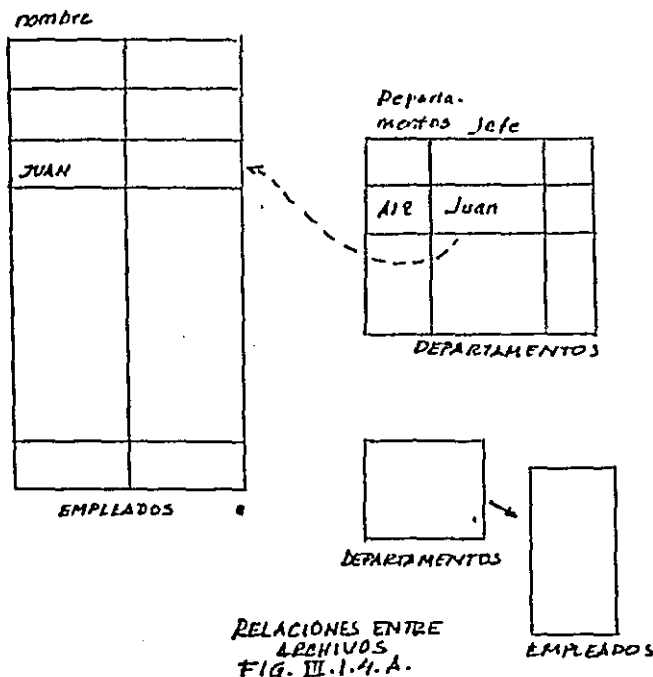 nombre
JUAN
EMPLEADOS
Departa-
mentos Jefe
A12 Juan
DEPARTAMENTOS
DEPARTAMENTOS
EMPLEADOS
RELACIONES ENTRE
ARCHIVOS
FIG. III.1.4.A.